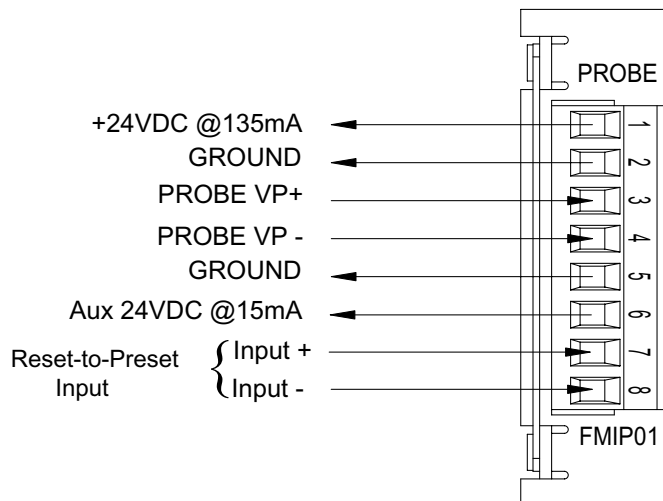 PROBE
+24VDC @135mA 1
GROUND 2
PROBE VP+ 3
PROBE VP - 4
GROUND 5
Aux 24VDC @15mA 6
Reset-to-Preset
Input
Input + 7
Input - 8
FMIP01